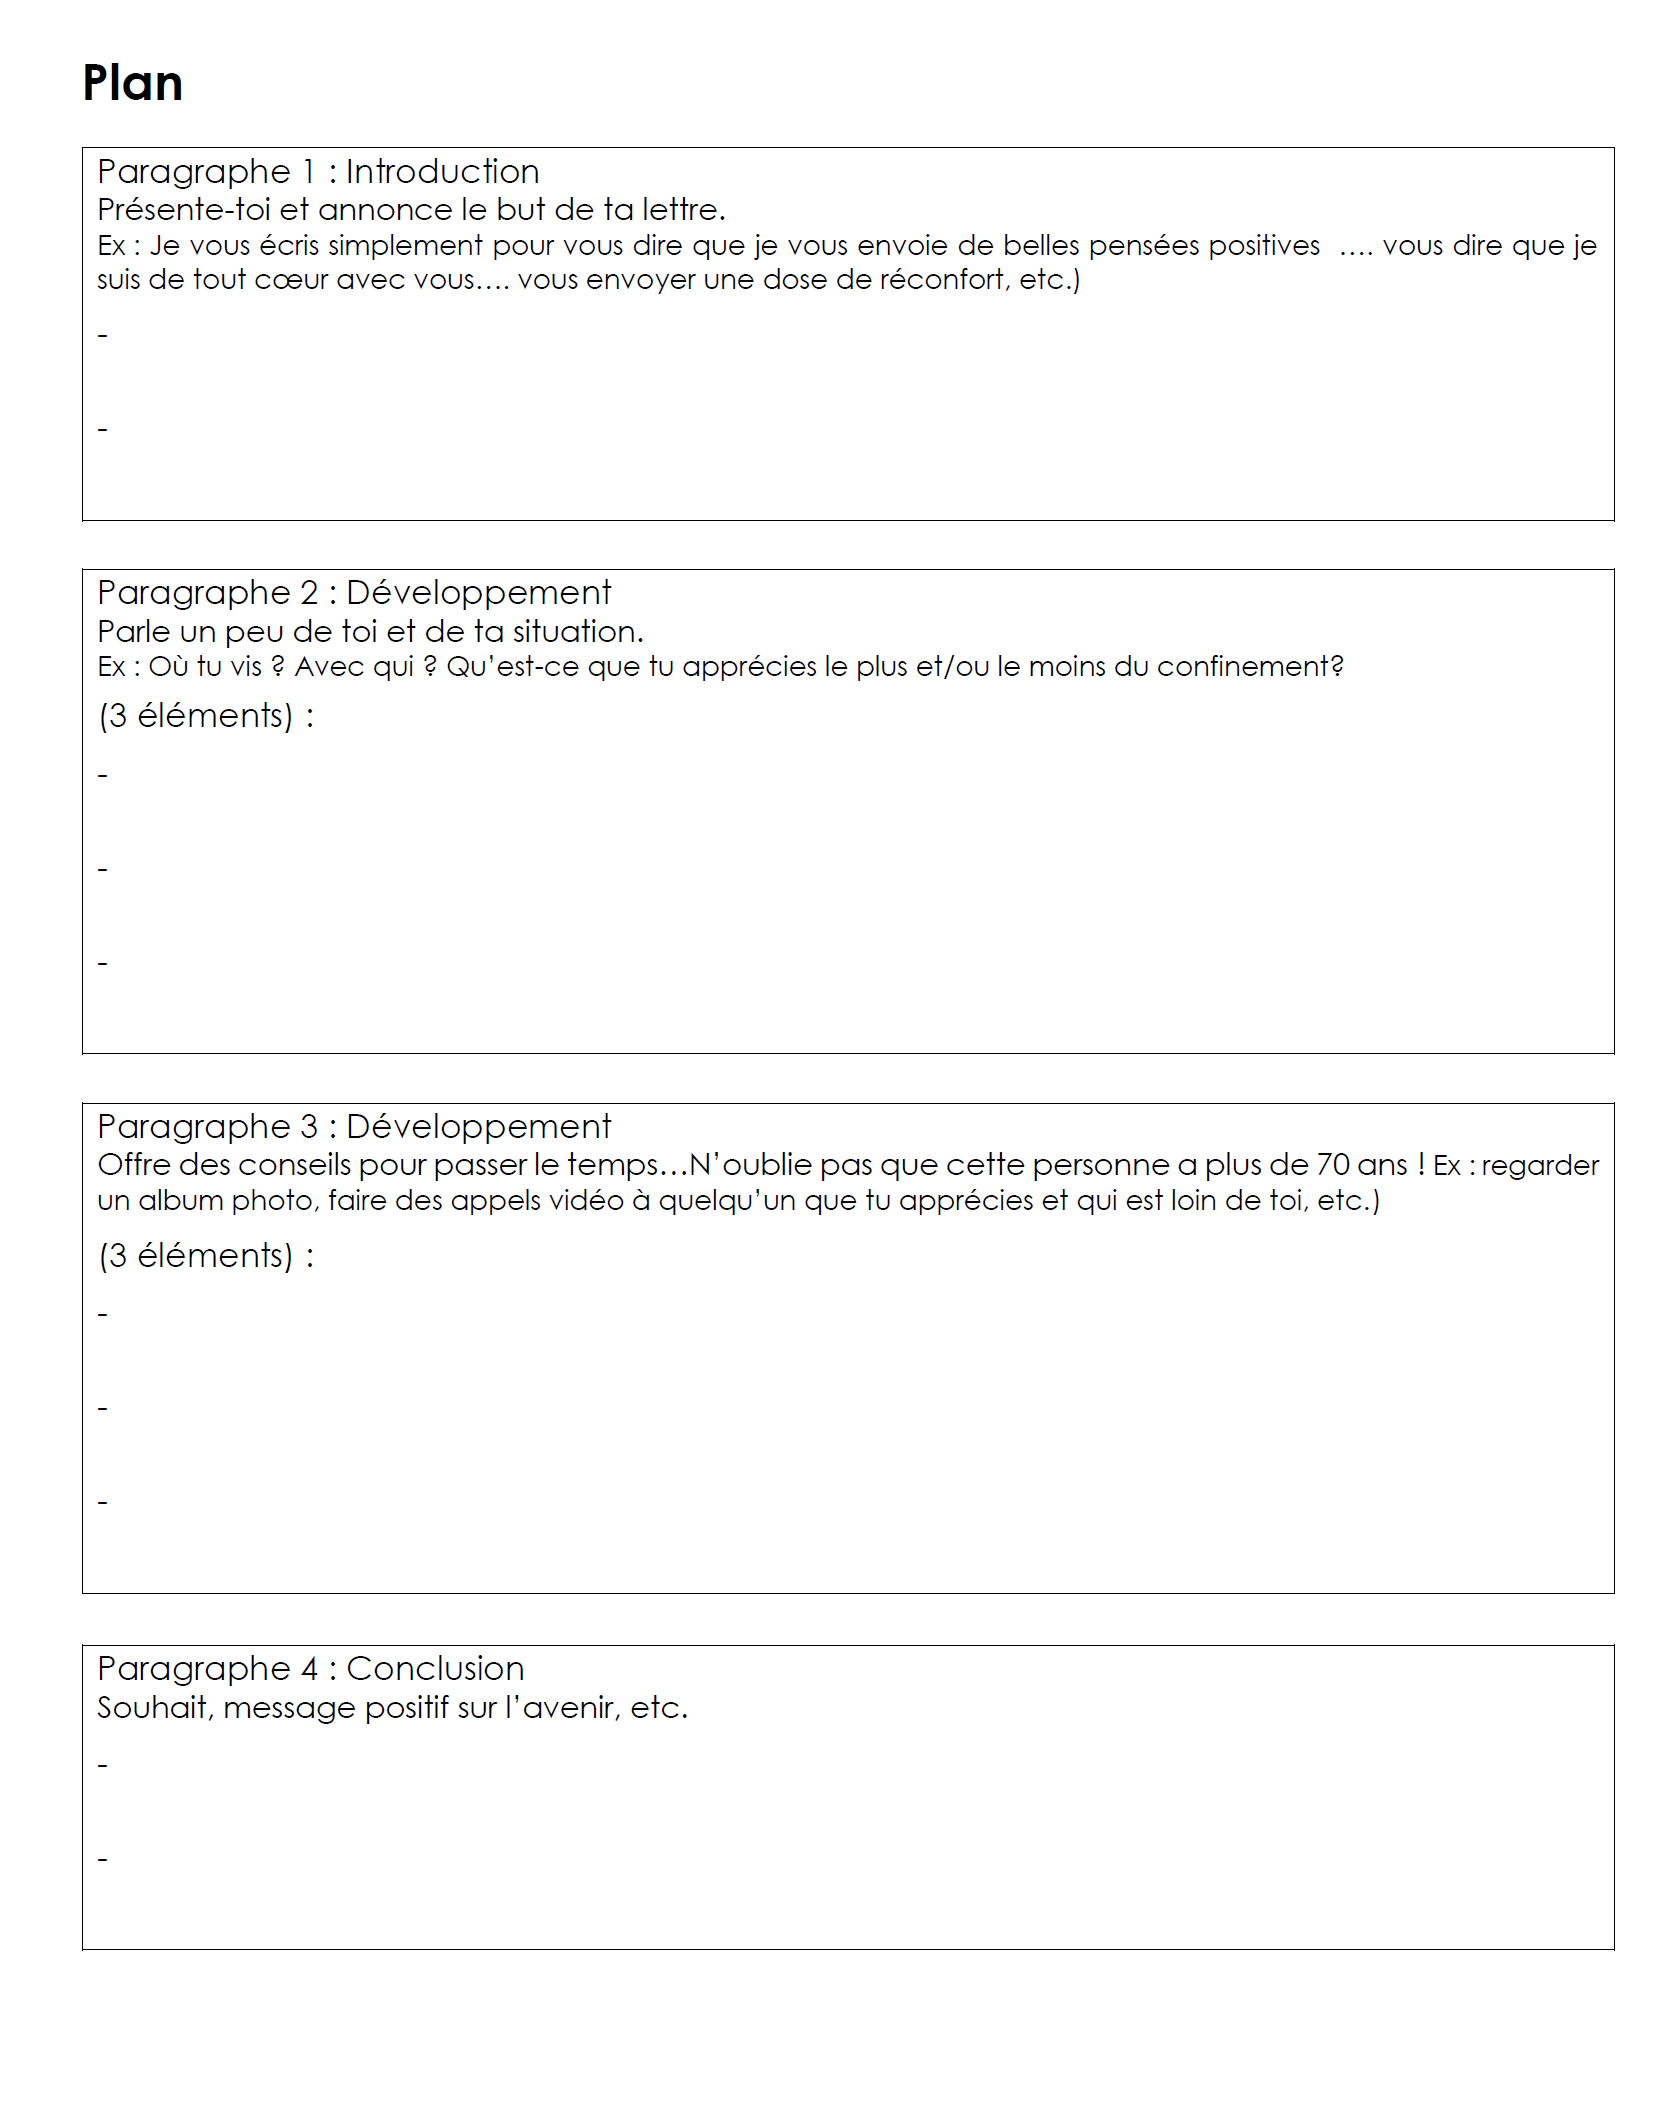 Plan
Paragraphe 1 : Introduction
Présente-toi et annonce le but de ta lettre.
Ex : Je vous écris simplement pour vous dire que je vous envoie de belles pensées positives  …. vous dire que je
suis de tout cœur avec vous…. vous envoyer une dose de réconfort, etc.)
-
-
Paragraphe 2 : Développement
Parle un peu de toi et de ta situation.
Ex : Où tu vis ? Avec qui ? Qu’est-ce que tu apprécies le plus et/ou le moins du confinement?
(3 éléments) :
-
-
-
Paragraphe 3 : Développement
Offre des conseils pour passer le temps…N’oublie pas que cette personne a plus de 70 ans ! Ex : regarder
un album photo, faire des appels vidéo à quelqu’un que tu apprécies et qui est loin de toi, etc.)
(3 éléments) :
-
-
-
Paragraphe 4 : Conclusion
Souhait, message positif sur l’avenir, etc.
-
-